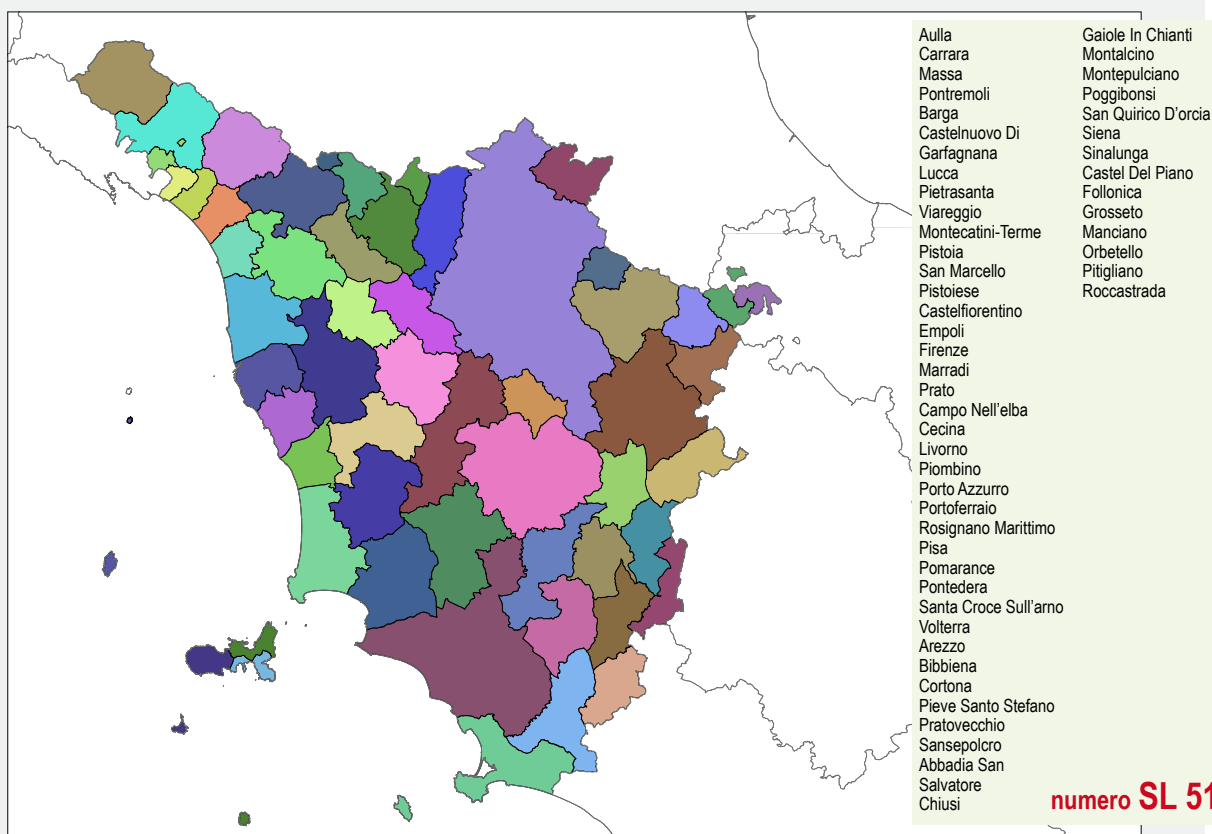 Aulla
Carrara
Massa
Pontremoli
Barga
Castelnuovo Di
Garfagnana
Lucca
Pietrasanta
Viareggio
Montecatini-Terme
Pistoia
San Marcello
Pistoiese
Castelfiorentino
Empoli
Firenze
Marradi
Prato
Campo Nell'elba
Cecina
Livorno
Piombino
Porto Azzurro
Portoferraio
Rosignano Marittimo
Pisa
Pomarance
Pontedera
Santa Croce Sull'arno
Volterra
Arezzo
Bibbiena
Cortona
Pieve Santo Stefano
Pratovecchio
Sansepolcro
Abbadia San
Salvatore
Chiusi
Gaiole In Chianti
Montalcino
Montepulciano
Poggibonsi
San Quirico D'orcia
Siena
Sinalunga
Castel Del Piano
Follonica
Grosseto
Manciano
Orbetello
Pitigliano
Roccastrada
numero SL 51